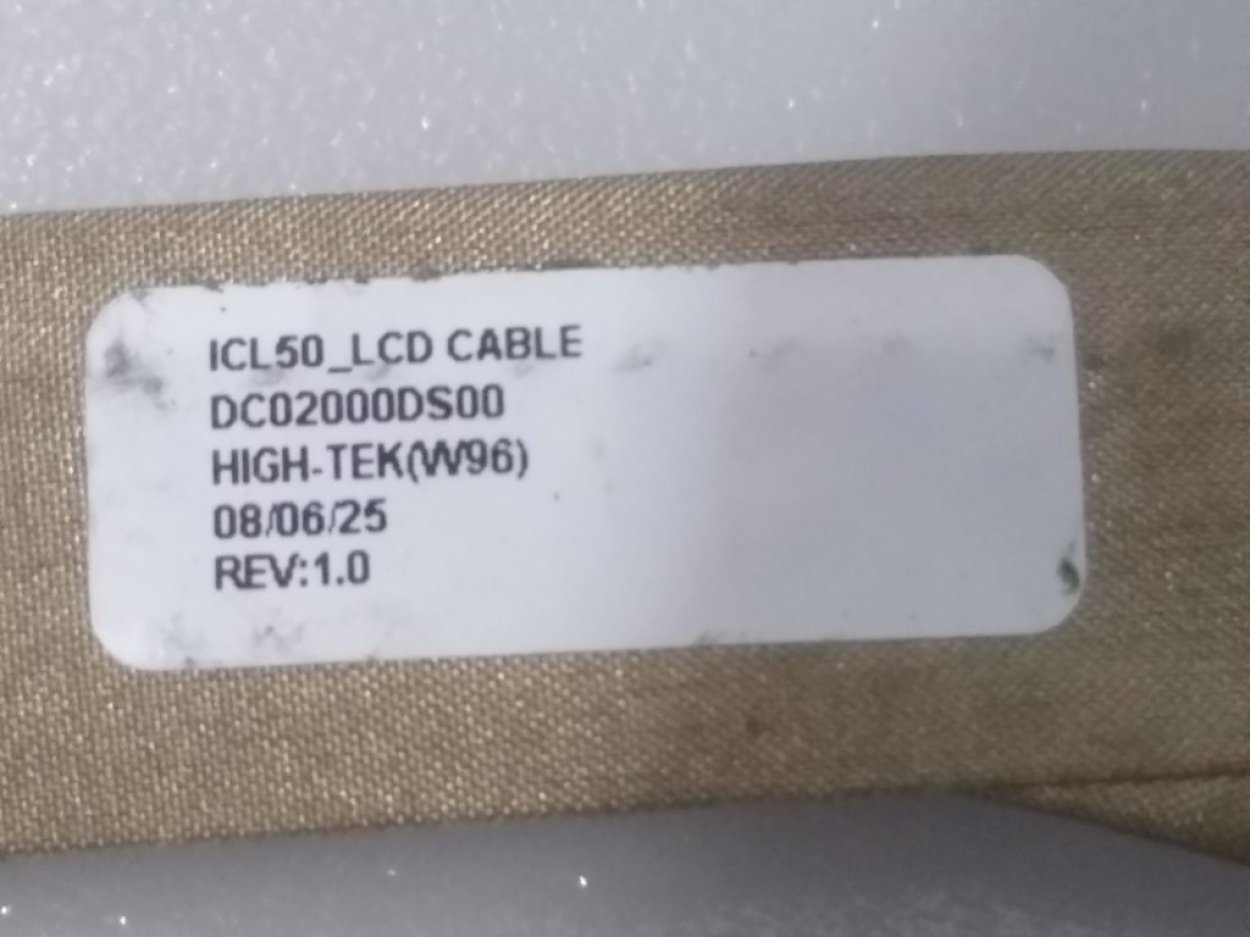 ICL50_LCD CABLE
DC02000DS00
HIGH-TEK(W96)
08/06/25
REV:1.0